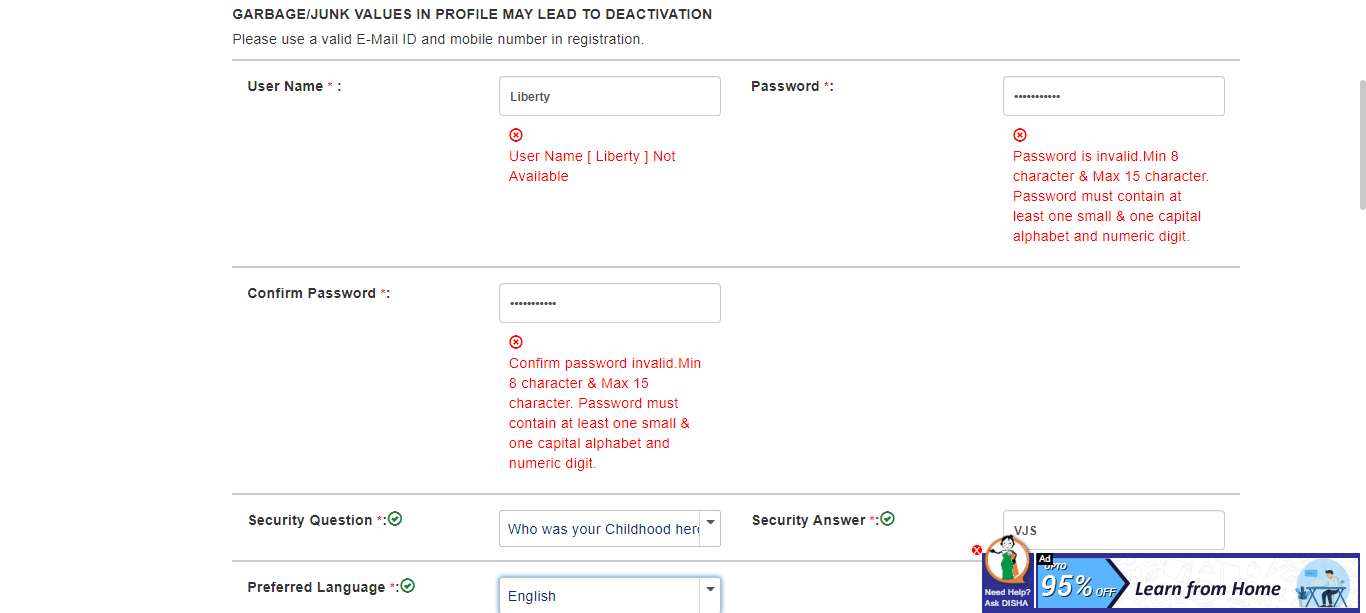 GARBAGE/JUNK VALUES IN PROFILE MAY LEAD TO DEACTIVATION
Please use a valid E-Mail ID and mobile number in registration.
User Name * :
Liberty
Password *:
•••••••••••
User Name [ Liberty ] Not
Available
Password is invalid.Min 8
character & Max 15 character.
Password must contain at
least one small & one capital
alphabet and numeric digit.
Confirm Password *:
•••••••••••
Confirm password invalid.Min
8 character & Max 15
character. Password must
contain at least one small &
one capital alphabet and
numeric digit.
Security Question *:
Who was your Childhood her
Security Answer *:
VJS
Preferred Language *:
English
Need Help?
Ask DISHA
Ad
UPTO
95% OFF
Learn from Home